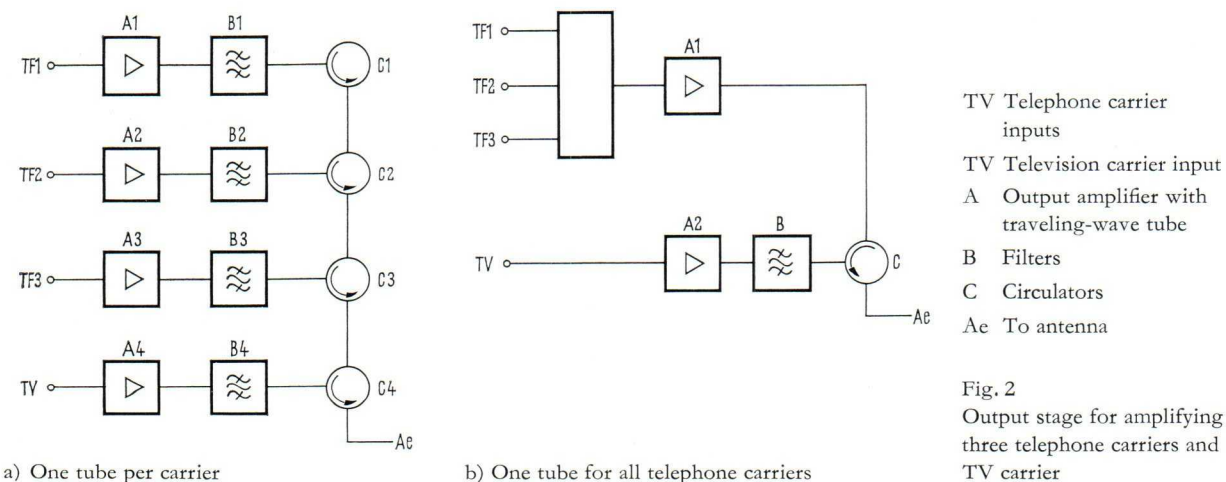 A1
B1
TF1
C1
A2
B2
TF2
C2
A3
B3
TF3
C3
A4
B4
TV
C4
Ae
a) One tube per carrier
TF1
A1
TF2
TF3
A2
B
TV
C
Ae
b) One tube for all telephone carriers
TV Telephone carrier
inputs
TV Television carrier input
A Output amplifier with
traveling-wave tube
B Filters
C Circulators
Ae To antenna
Fig. 2
Output stage for amplifying
three telephone carriers and
TV carrier